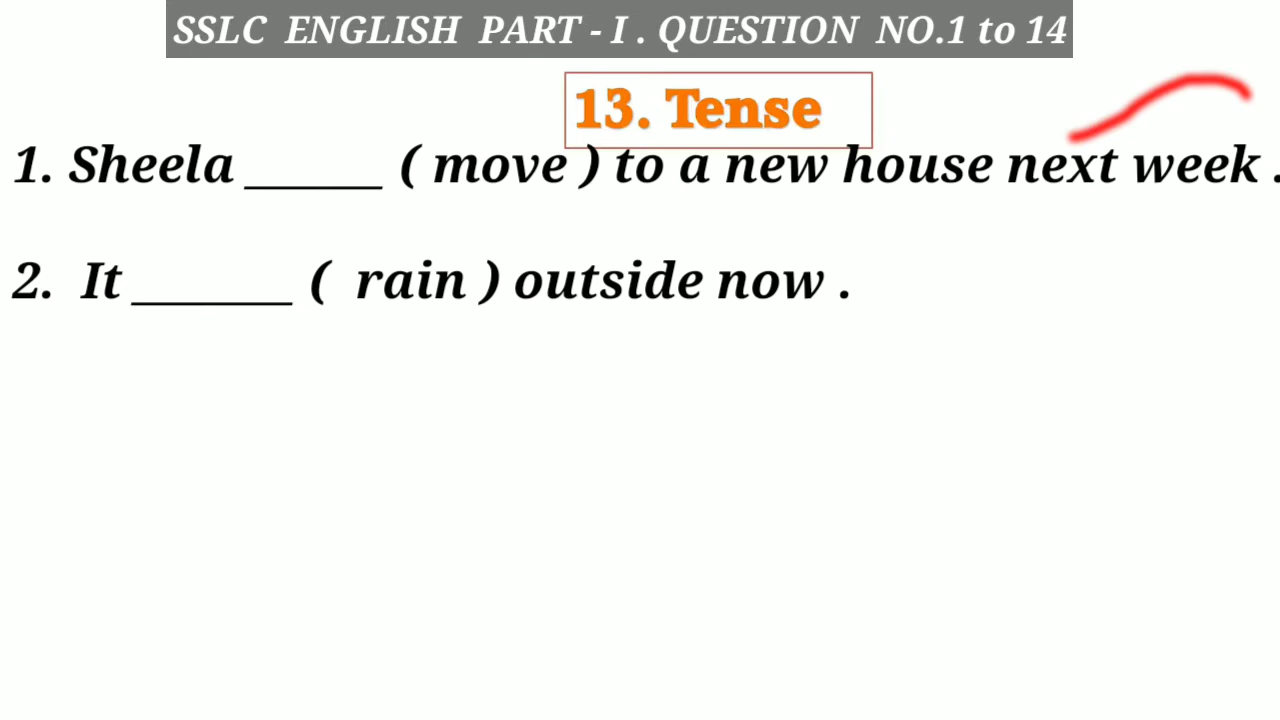 SSLC ENGLISH PART - I . QUESTION NO.1 to 14
13. Tense
1. Sheela ______ ( move ) to a new house next week .
2. It _______ ( rain ) outside now .